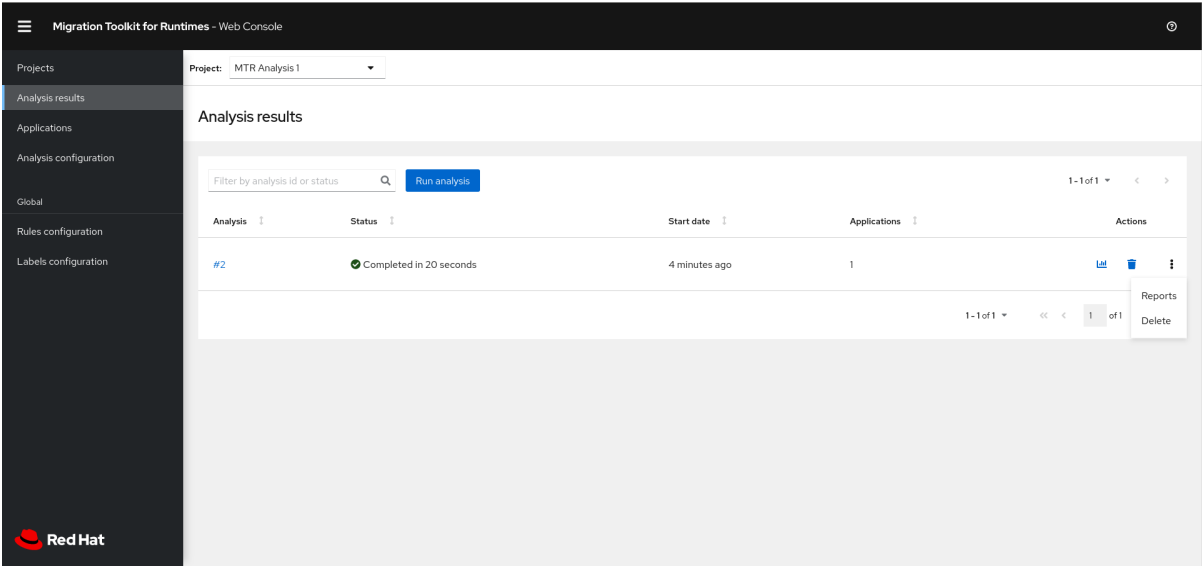 Migration Toolkit for Runtimes - Web Console
Projects
Analysis results
Applications
Analysis configuration
Global
Rules configuration
Labels configuration
Red Hat
Project: MTR Analysis 1
Analysis results
Filter by analysis id or status Run analysis 1 - 1 of 1
Analysis Status Start date Applications Actions
#2 Completed in 20 seconds 4 minutes ago 1
Reports
Delete
1 - 1 of 1 1 of 1